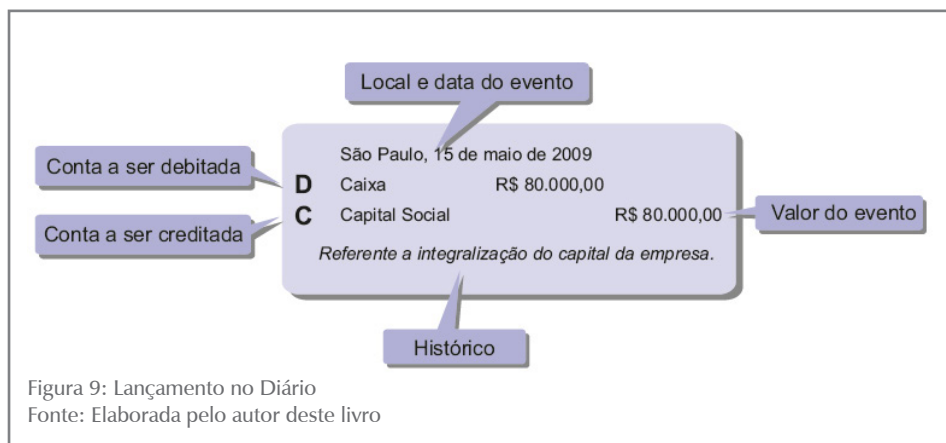 Local e data do evento
São Paulo, 15 de maio de 2009
Conta a ser debitada
D Caixa R$ 80.000,00
C Capital Social R$ 80.000,00
Valor do evento
Conta a ser creditada
Referente a integralização do capital da empresa.
Histórico
Figura 9: Lançamento no Diário
Fonte: Elaborada pelo autor deste livro